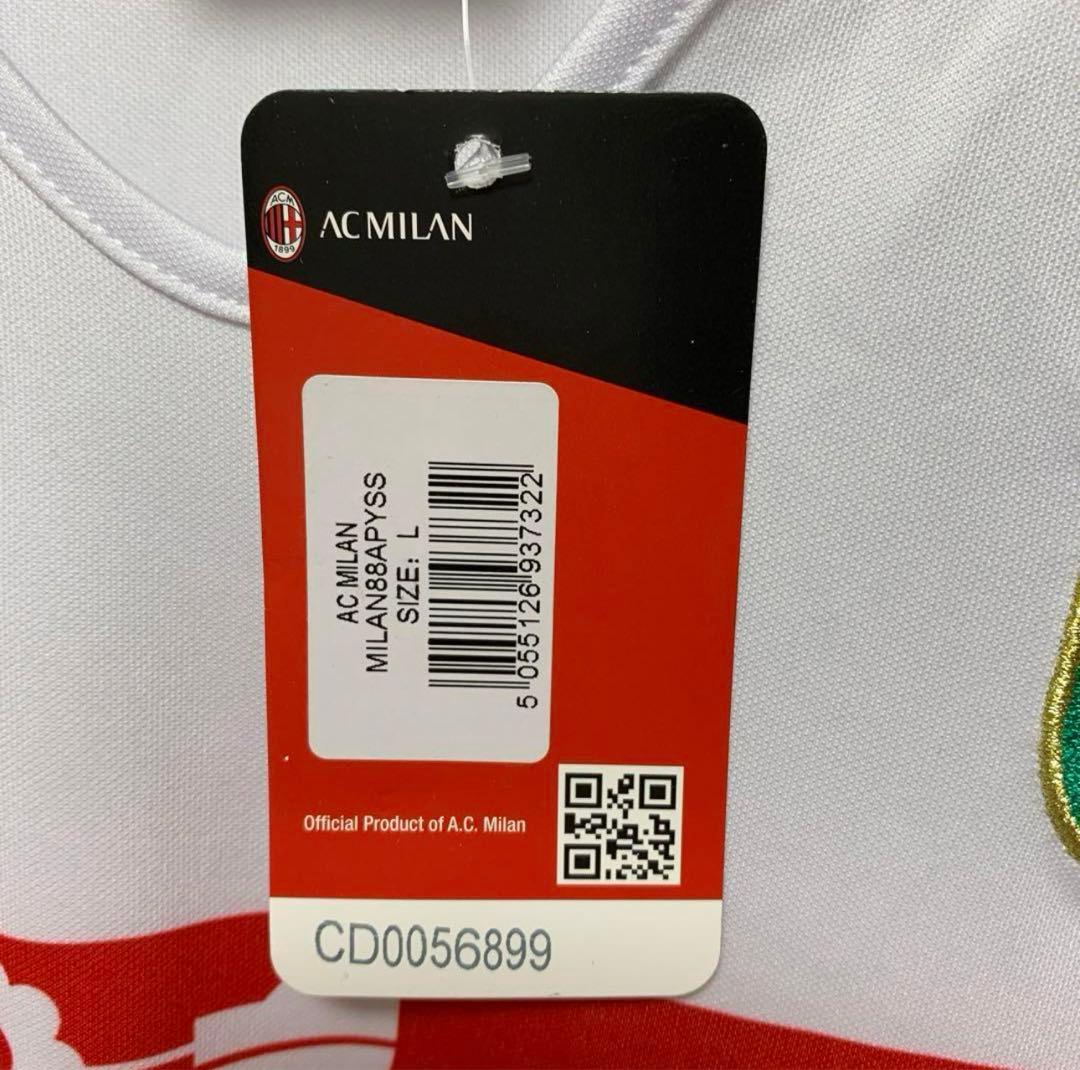 ACM
1899
AC MILAN
AC MILAN
MILAN88APYSS
SIZE: L
5 055126 937322
Official Product of A.C. Milan
CD0056899